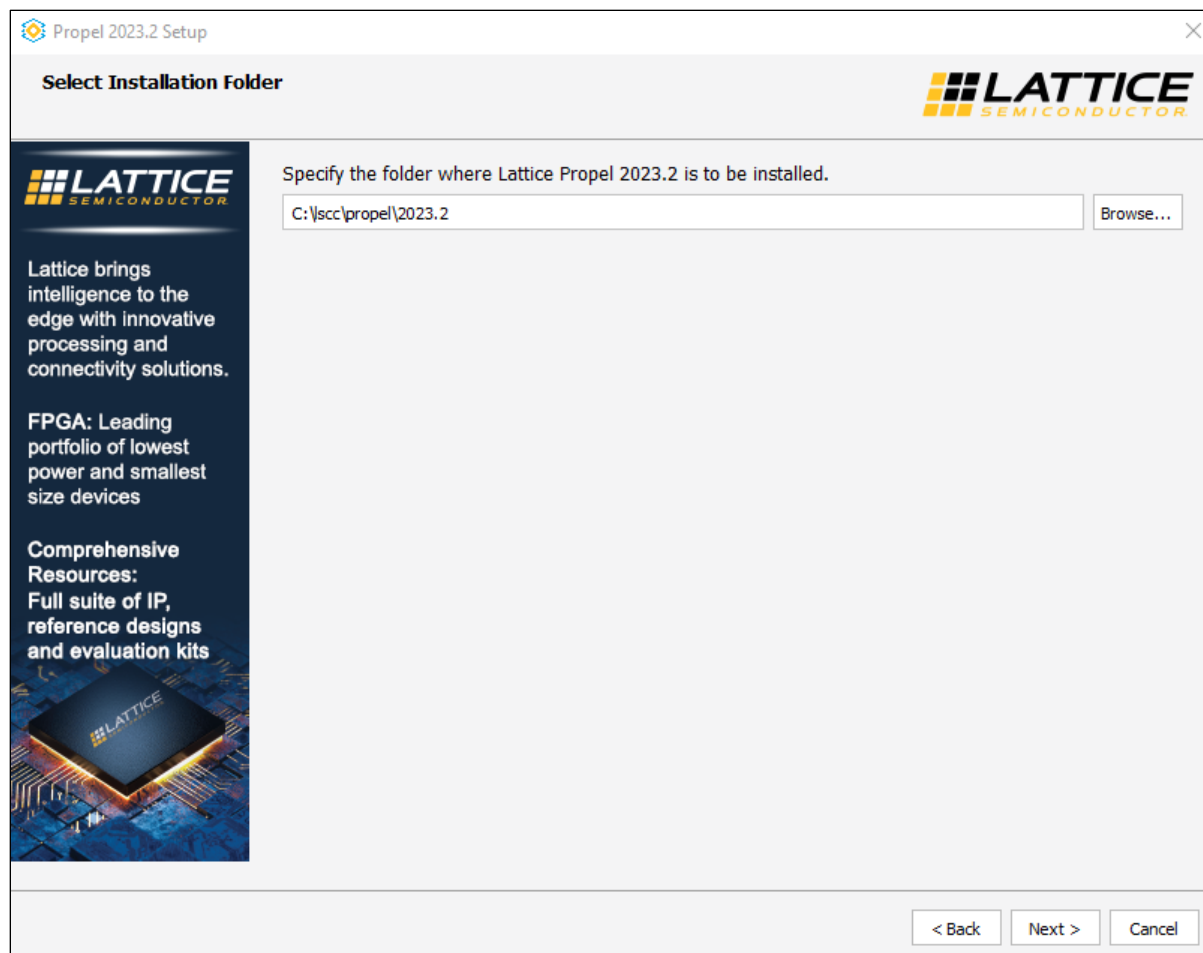 Propel 2023.2 Setup
Select Installation Folder
LATTICE
SEMICONDUCTOR
LATTICE
SEMICONDUCTOR
Specify the folder where Lattice Propel 2023.2 is to be installed.
C:\lscc\propel\2023.2
Browse...
Lattice brings
intelligence to the
edge with innovative
processing and
connectivity solutions.
FPGA: Leading
portfolio of lowest
power and smallest
size devices
Comprehensive
Resources:
Full suite of IP,
reference designs
and evaluation kits
LATTICE
SEMICONDUCTOR
< Back
Next >
Cancel